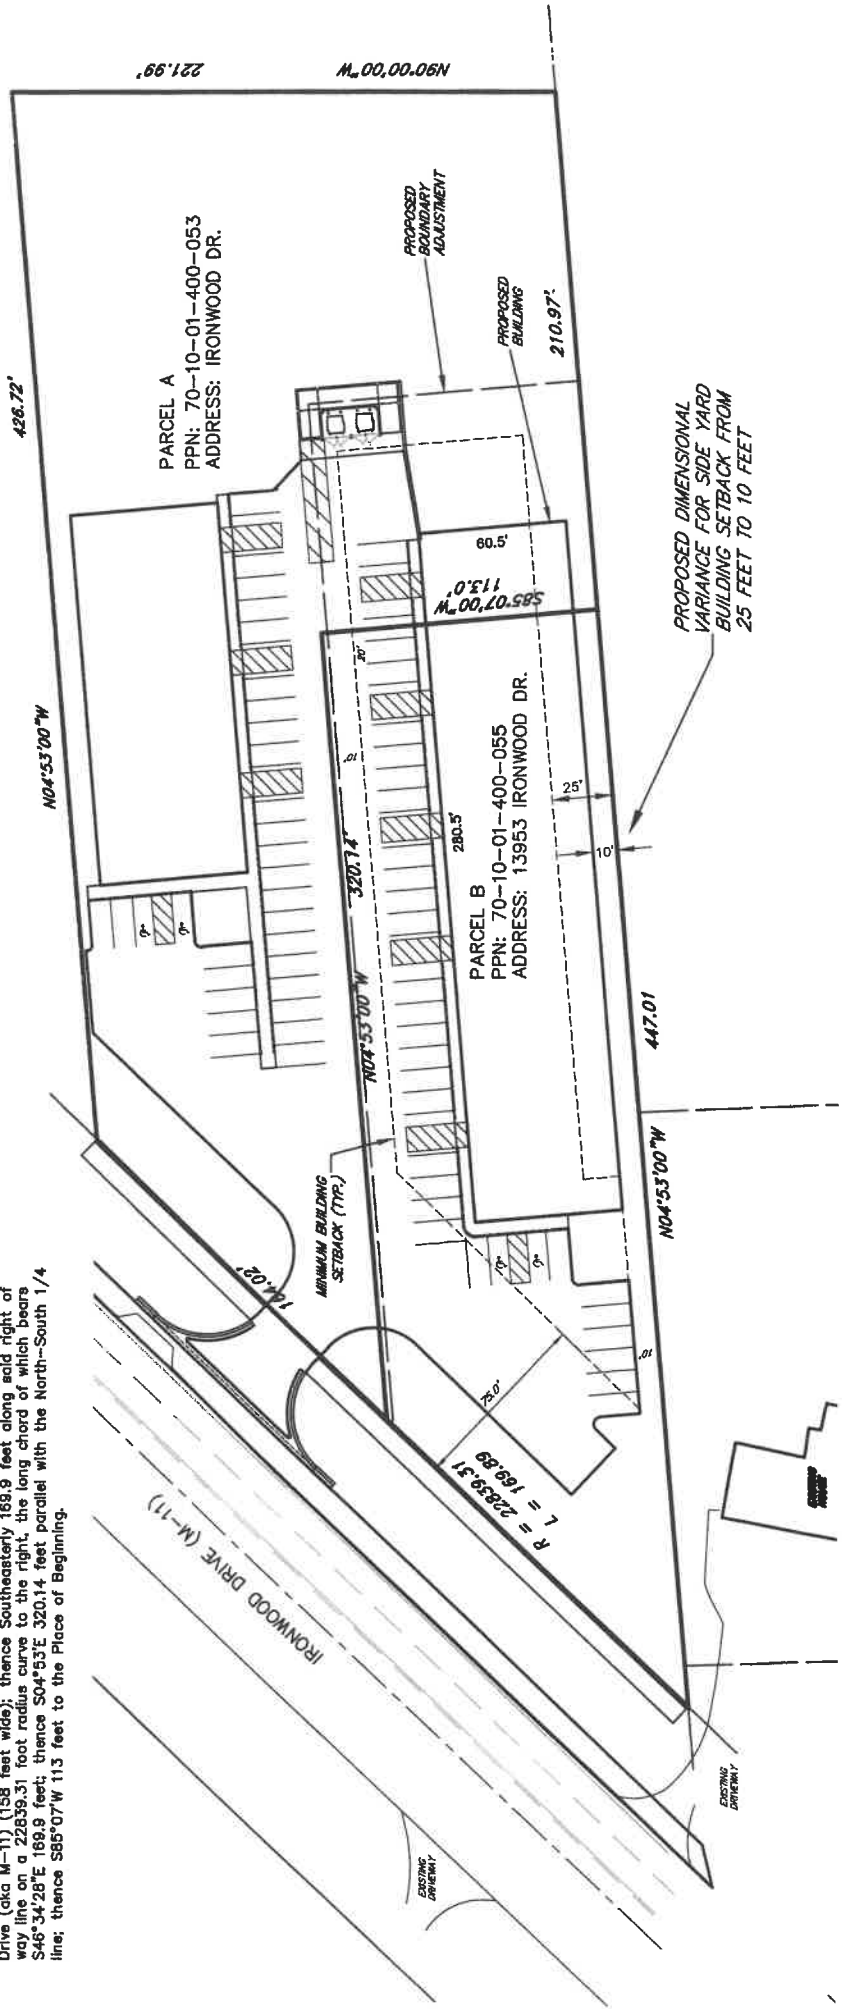 Drive (aka M-11) (158 feet wide); thence Southeasterly 169.9 feet along said right of
way line on a 22839.31 foot radius curve to the right, the long chord of which bears
S46°34'28"E 169.9 feet; thence S04°53'E 320.14 feet parallel with the North-South 1/4
line; thence S85°07'W 113 feet to the Place of Beginning.
N04°53'00"W
426.72'
221.99'
N90°00'00"W
PARCEL A
PPN: 70-10-01-400-053
ADDRESS: IRONWOOD DR.
PROPOSED
BOUNDARY
ADJUSTMENT
PROPOSED
BUILDING
210.97'
60.5'
S85°07'00"W
113.0'
20'
10'
320.14'
N04°53'00"W
280.5'
PARCEL B
PPN: 70-10-01-400-055
ADDRESS: 13953 IRONWOOD DR.
25'
10'
PROPOSED DIMENSIONAL
VARIANCE FOR SIDE YARD
BUILDING SETBACK FROM
25 FEET TO 10 FEET
447.01
N04°53'00"W
MINIMUM BUILDING
SETBACK (TYP.)
164.02'
75.0'
10'
R = 22839.31
L = 169.89
IRONWOOD DRIVE (M-11)
EXISTING
DRIVEWAY
EXISTING
DRIVEWAY